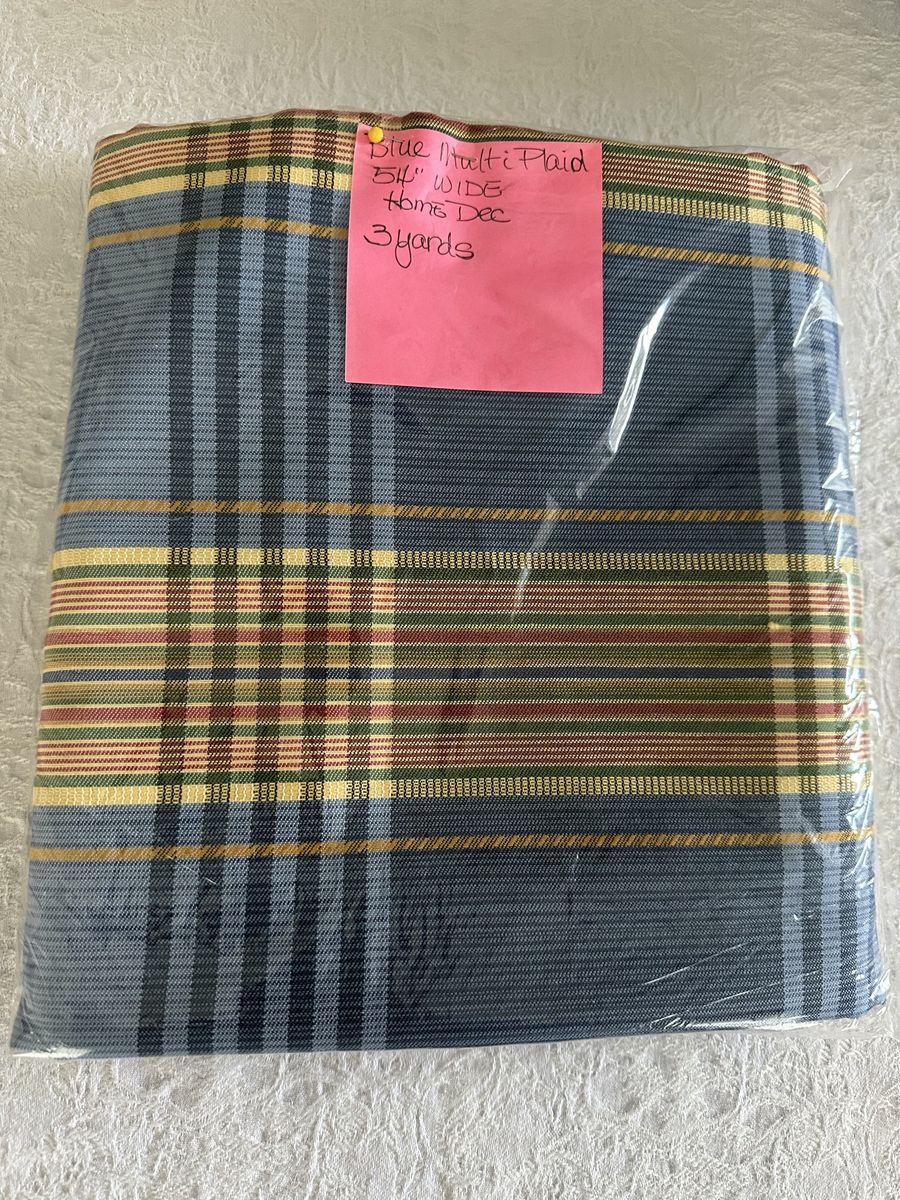 Blue Multi Plaid
54" WIDE
Home Dec
3 yards